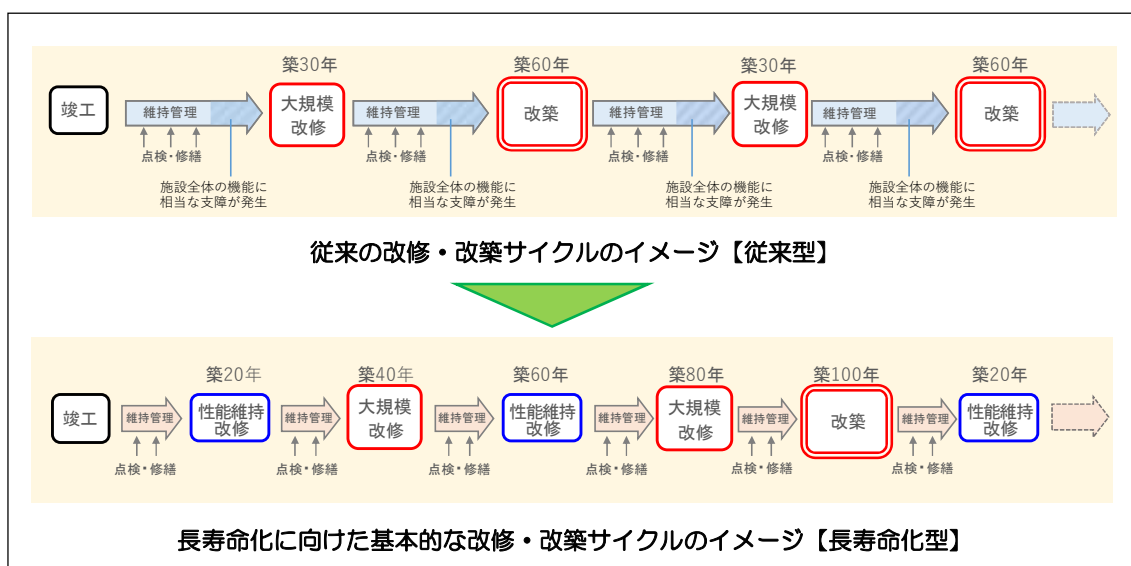 築30年
築60年
築30年
築60年
竣工
維持管理
大規模
改修
維持管理
改築
維持管理
大規模
改修
維持管理
改築
点検・修繕
点検・修繕
点検・修繕
点検・修繕
施設全体の機能に
相当な支障が発生
施設全体の機能に
相当な支障が発生
施設全体の機能に
相当な支障が発生
施設全体の機能に
相当な支障が発生
従来の改修・改築サイクルのイメージ【従来型】
築20年
築40年
築60年
築80年
築100年
築20年
竣工
維持管理
性能維持
改修
維持管理
大規模
改修
維持管理
性能維持
改修
維持管理
大規模
改修
維持管理
改築
維持管理
性能維持
改修
点検・修繕
点検・修繕
点検・修繕
点検・修繕
点検・修繕
点検・修繕
長寿命化に向けた基本的な改修・改築サイクルのイメージ【長寿命化型】